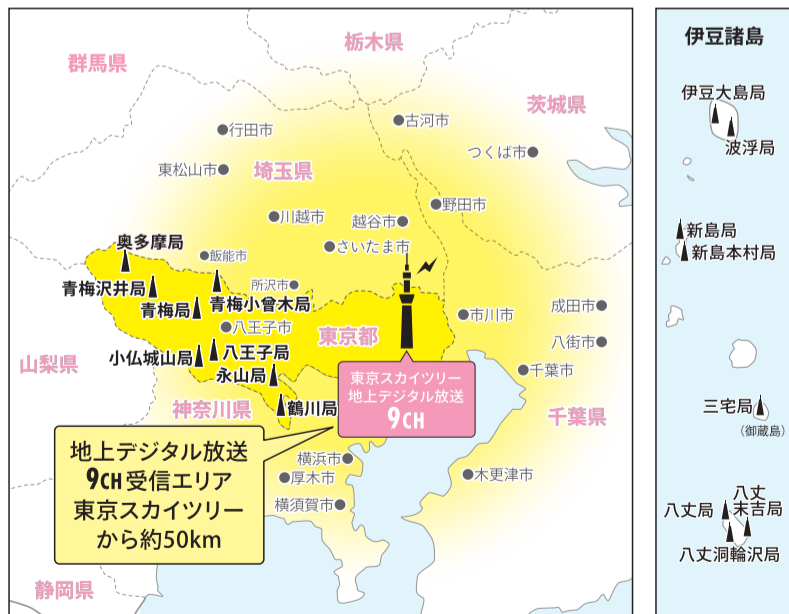 栃木県
群馬県
茨城県
古河市
行田市
つくば市
東松山市
埼玉県
野田市
川越市
越谷市
さいたま市
奥多摩局
飯能市
所沢市
青梅沢井局
青梅小曾木局
青梅局
成田市
市川市
八王子市
東京都
八街市
山梨県
小仏城山局
八王子局
永山局
千葉市
東京スカイツリー
地上デジタル放送
9CH
神奈川県
鶴川局
千葉県
地上デジタル放送
9CH受信エリア
東京スカイツリー
から約50km
横浜市
厚木市
木更津市
横須賀市
静岡県
伊豆諸島
伊豆大島局
波浮局
新島局
新島本村局
三宅局
(御蔵島)
八丈局
八丈
末吉局
八丈洞輪沢局